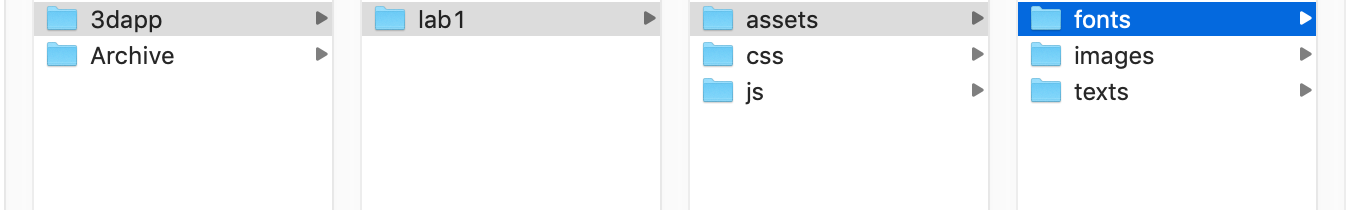 3dapp
Archive
lab1
assets
css
js
fonts
images
texts